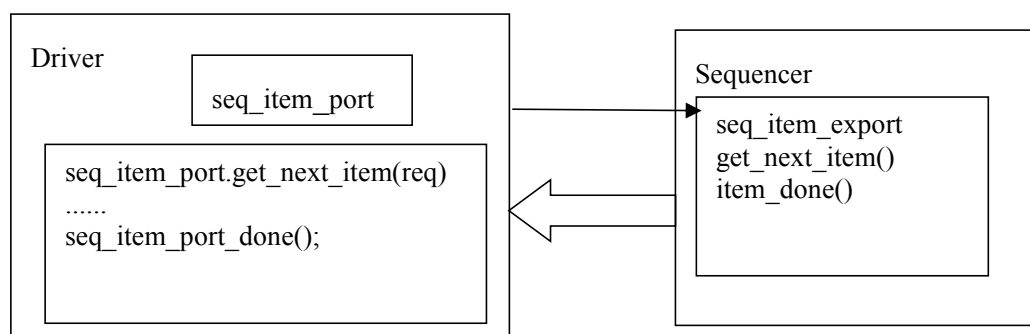 Driver
seq_item_port
seq_item_port.get_next_item(req)
......
seq_item_port_done();
Sequencer
seq_item_export
get_next_item()
item_done()